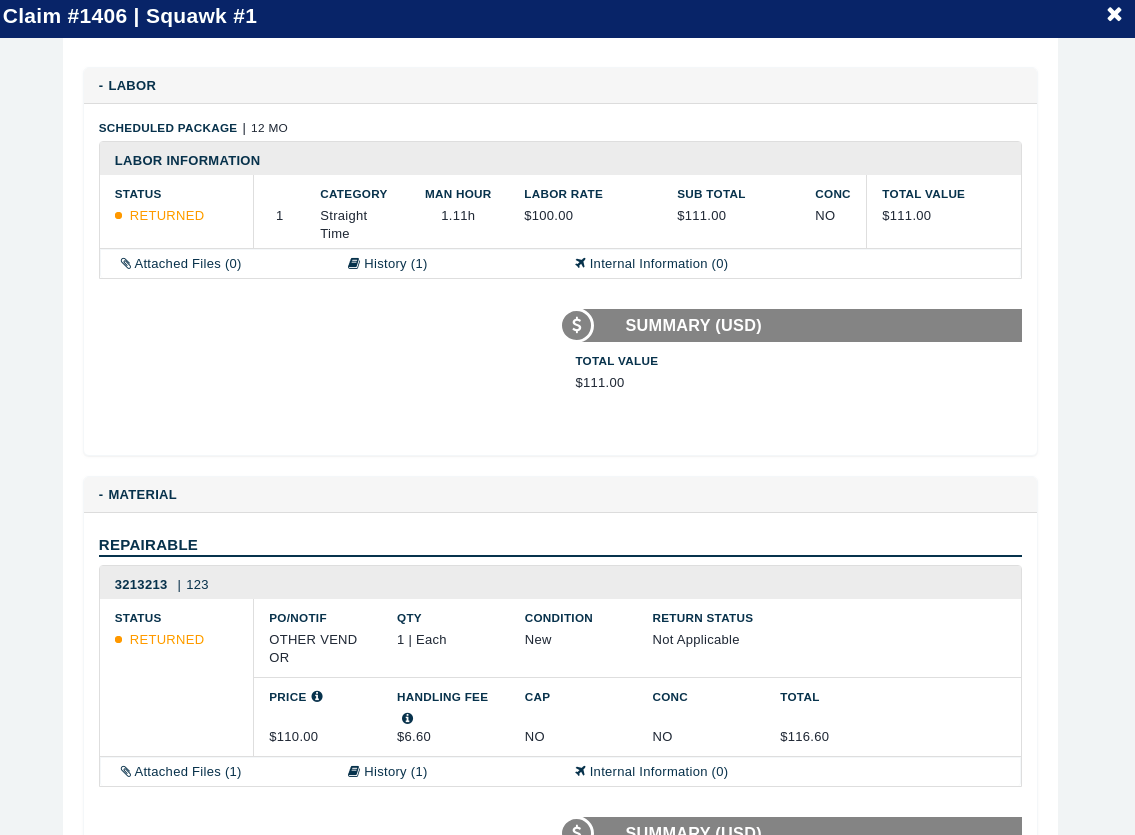 Claim #1406 | Squawk #1
- LABOR
SCHEDULED PACKAGE | 12 MO
LABOR INFORMATION
STATUS CATEGORY MAN HOUR LABOR RATE SUB TOTAL CONC TOTAL VALUE
RETURNED 1 Straight 1.11h $100.00 $111.00 NO $111.00
Time
Attached Files (0) History (1) Internal Information (0)
$ SUMMARY (USD)
TOTAL VALUE
$111.00
- MATERIAL
REPAIRABLE
3213213 | 123
STATUS PO/NOTIF QTY CONDITION RETURN STATUS
RETURNED OTHER VEND 1 | Each New Not Applicable
OR
PRICE HANDLING FEE CAP CONC TOTAL
$110.00 $6.60 NO NO $116.60
Attached Files (1) History (1) Internal Information (0)
$ SUMMARY (USD)